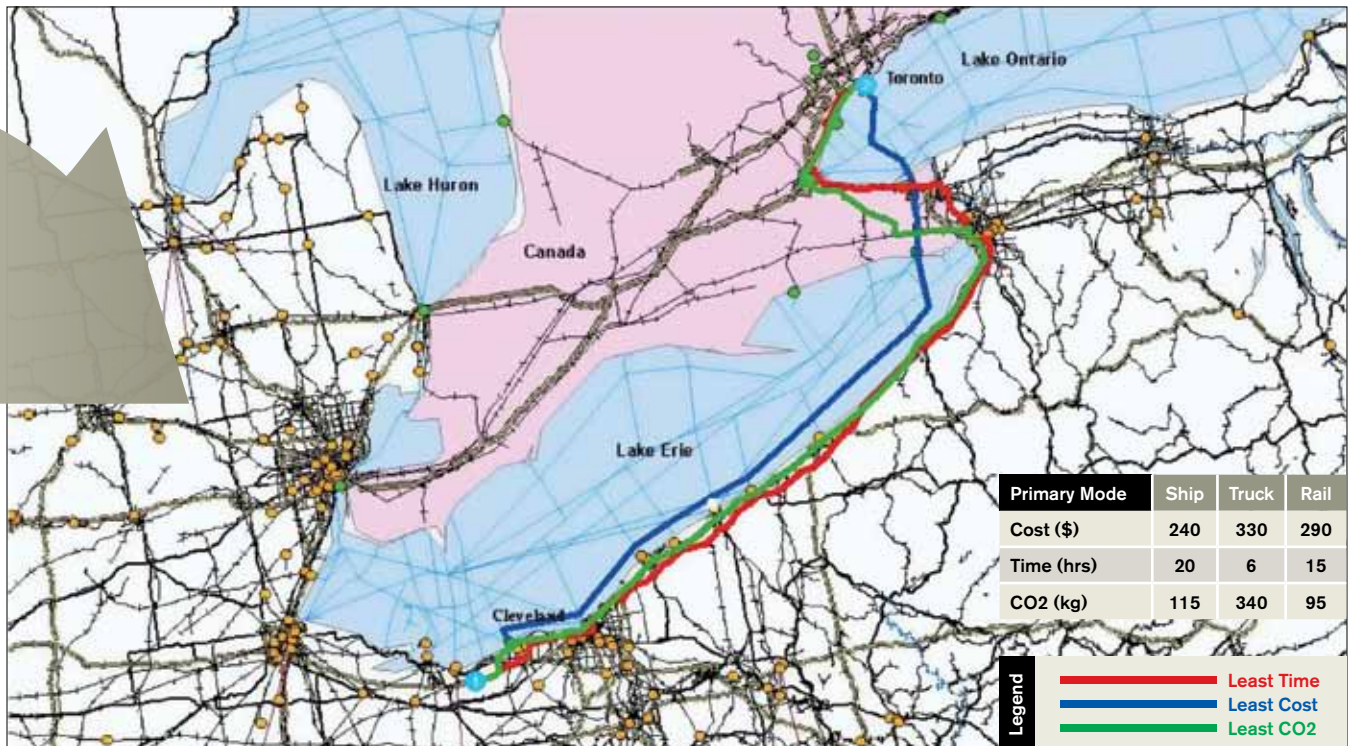 Lake Ontario
Toronto
Lake Huron
Canada
Lake Erie
Cleveland
Primary Mode Ship Truck Rail
Cost ($) 240 330 290
Time (hrs) 20 6 15
CO2 (kg) 115 340 95
Legend
Least Time
Least Cost
Least CO2